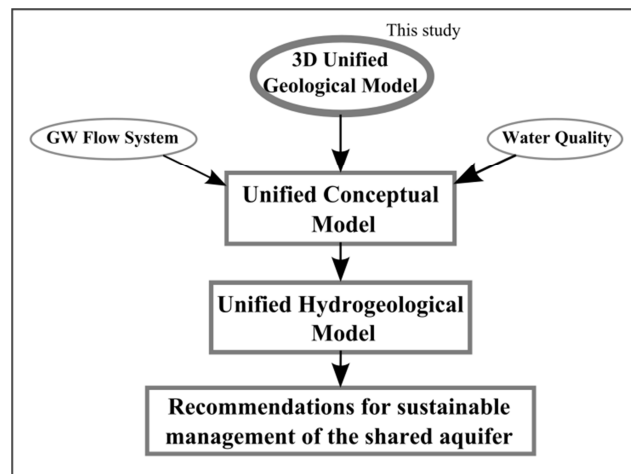 This study
3D Unified
Geological Model
GW Flow System
Water Quality
Unified Conceptual
Model
Unified Hydrogeological
Model
Recommendations for sustainable
management of the shared aquifer